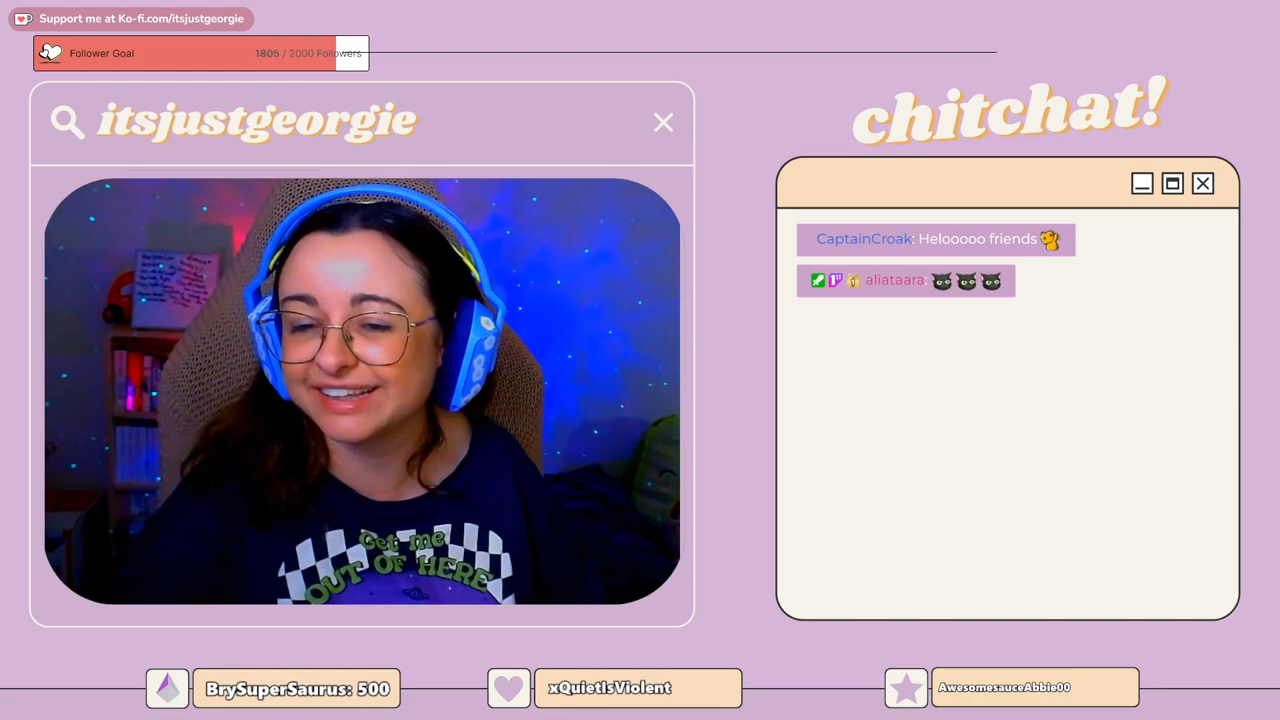 Support me at Ko-fi.com/itsjustgeorgie
Follower Goal 1805 / 2000 Followers
itsjustgeorgie
chitchat!
CaptainCroak: Helooooo friends
aliataara:
Get me
OUT OF HERE
BrySuperSaurus: 500
xQuietIsViolent
AwesomesauceAbbie00